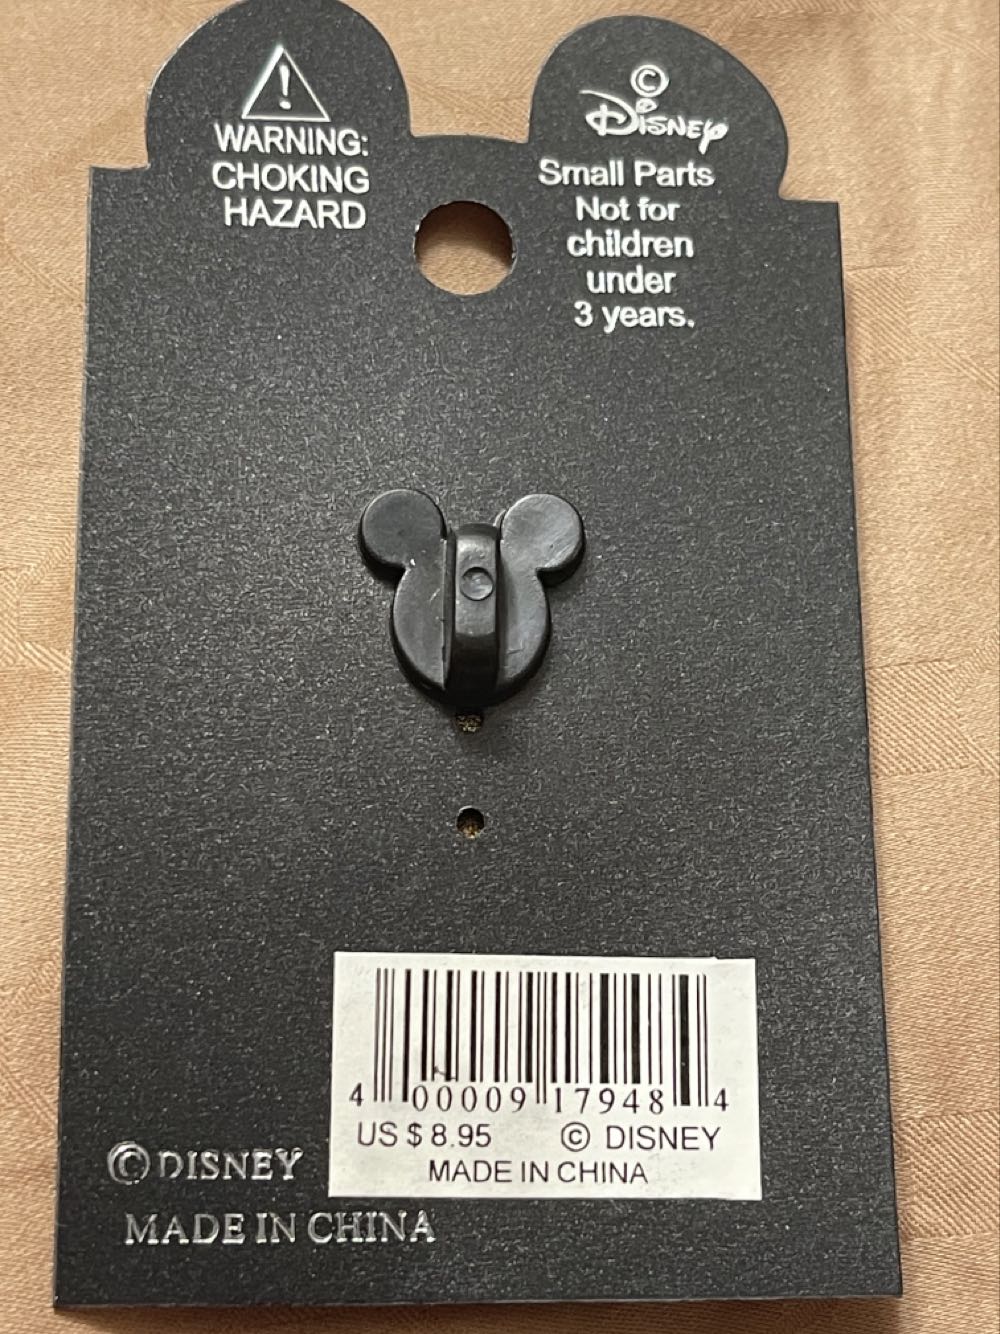 !
WARNING:
CHOKING
HAZARD
©
Disney
Small Parts
Not for
children
under
3 years.
4 00009 17948 4
US $ 8.95 © DISNEY
MADE IN CHINA
© DISNEY
MADE IN CHINA